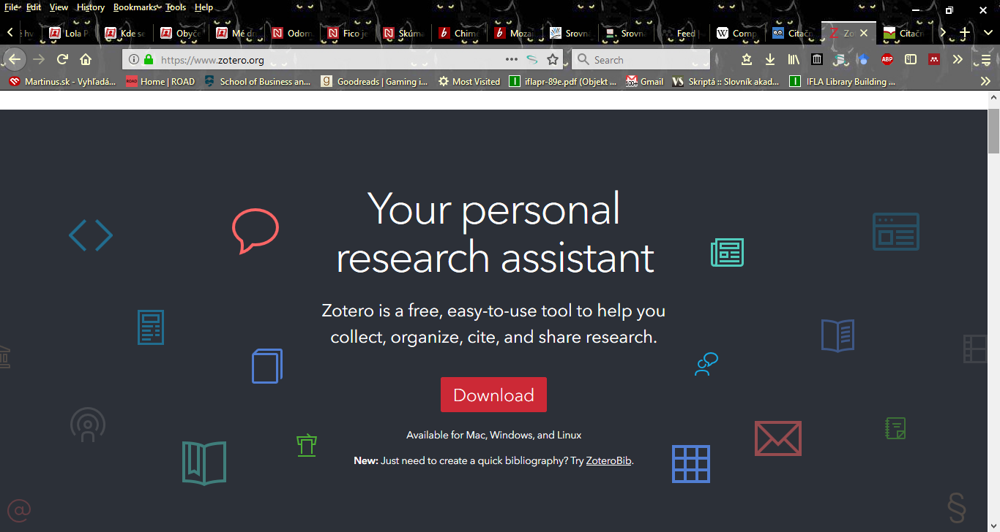 File Edit View History Bookmarks Tools Help
Lola P Kde se Obyče Mé dr Odom Fico je Škúma Chime Moza Srovn Srovn Feed Comp Citačn Zo Citačn
https://www.zotero.org Search ABP
Martinus.sk - Vyhľadá... Home | ROAD School of Business an... Goodreads | Gaming i... Most Visited iflapr-89e.pdf (Objekt ... Gmail Skriptá :: Slovník akad... IFLA Library Building ...
Your personal
research assistant
Zotero is a free, easy-to-use tool to help you
collect, organize, cite, and share research.
Download
Available for Mac, Windows, and Linux
New: Just need to create a quick bibliography? Try ZoteroBib.